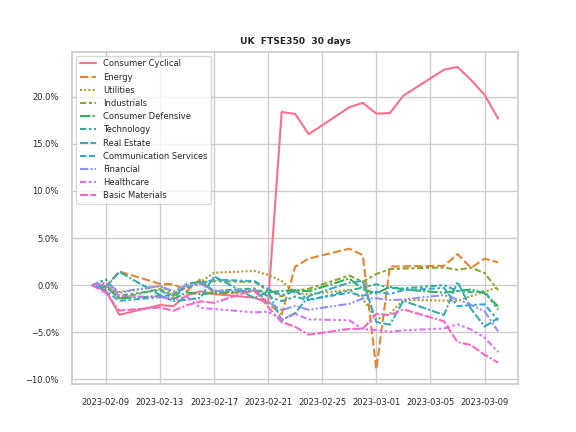 UK  FTSE350  30 days
Consumer Cyclical
Energy
Utilities
Industrials
Consumer Defensive
Technology
Real Estate
Communication Services
Financial
Healthcare
Basic Materials
20.0%
15.0%
10.0%
5.0%
0.0%
−5.0%
−10.0%
2023-02-09 2023-02-13 2023-02-17 2023-02-21 2023-02-25 2023-03-01 2023-03-05 2023-03-09